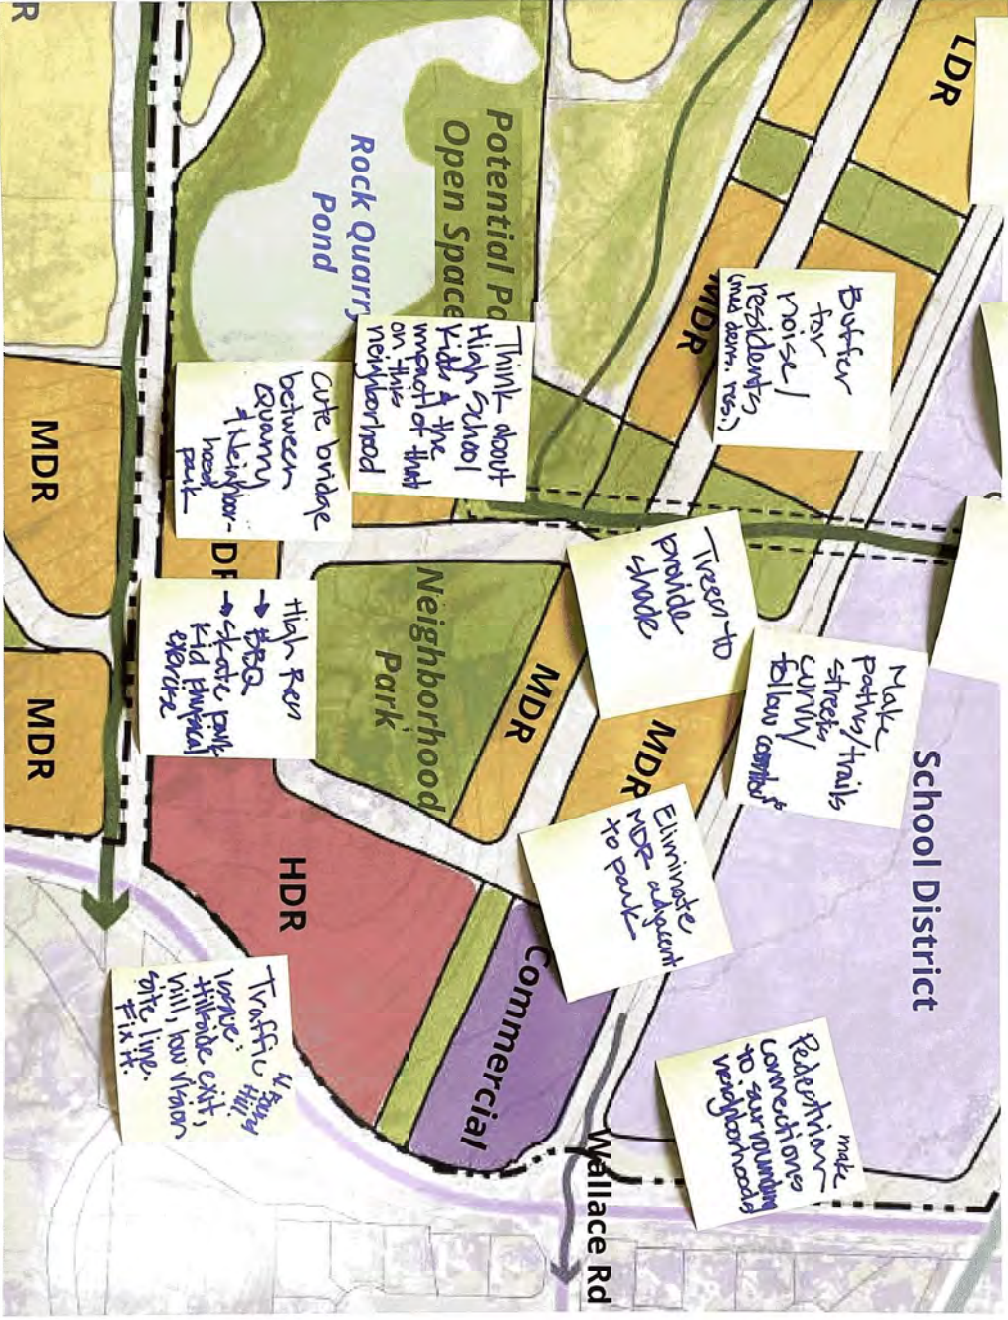 R
LDR
Potential Pa
Open Space
Rock Quarry
Pond
MDR
Buffer
for
noise/
residents
(med dens. res.)
Think about
High School
kids & the
impact of that
on this
neighborhood
Cute bridge
between
Quarry
& Neighbor-
hood
park
MDR
DR
Trees to
provide
shade
Neighborhood
Park
MDR
High Ren
→ BBQ
→ skate park
kid physical
exercise
MDR
MDR
Make
paths/trails
streets
curvy/
follow contours
School District
Eliminate
MDR adjacent
to park
HDR
Commercial
Traffic
issue:
Hillside exit,
hill, low vision
site line.
Fix it
make
Pedestrian
connections
to surrounding
neighborhoods
Wallace Rd